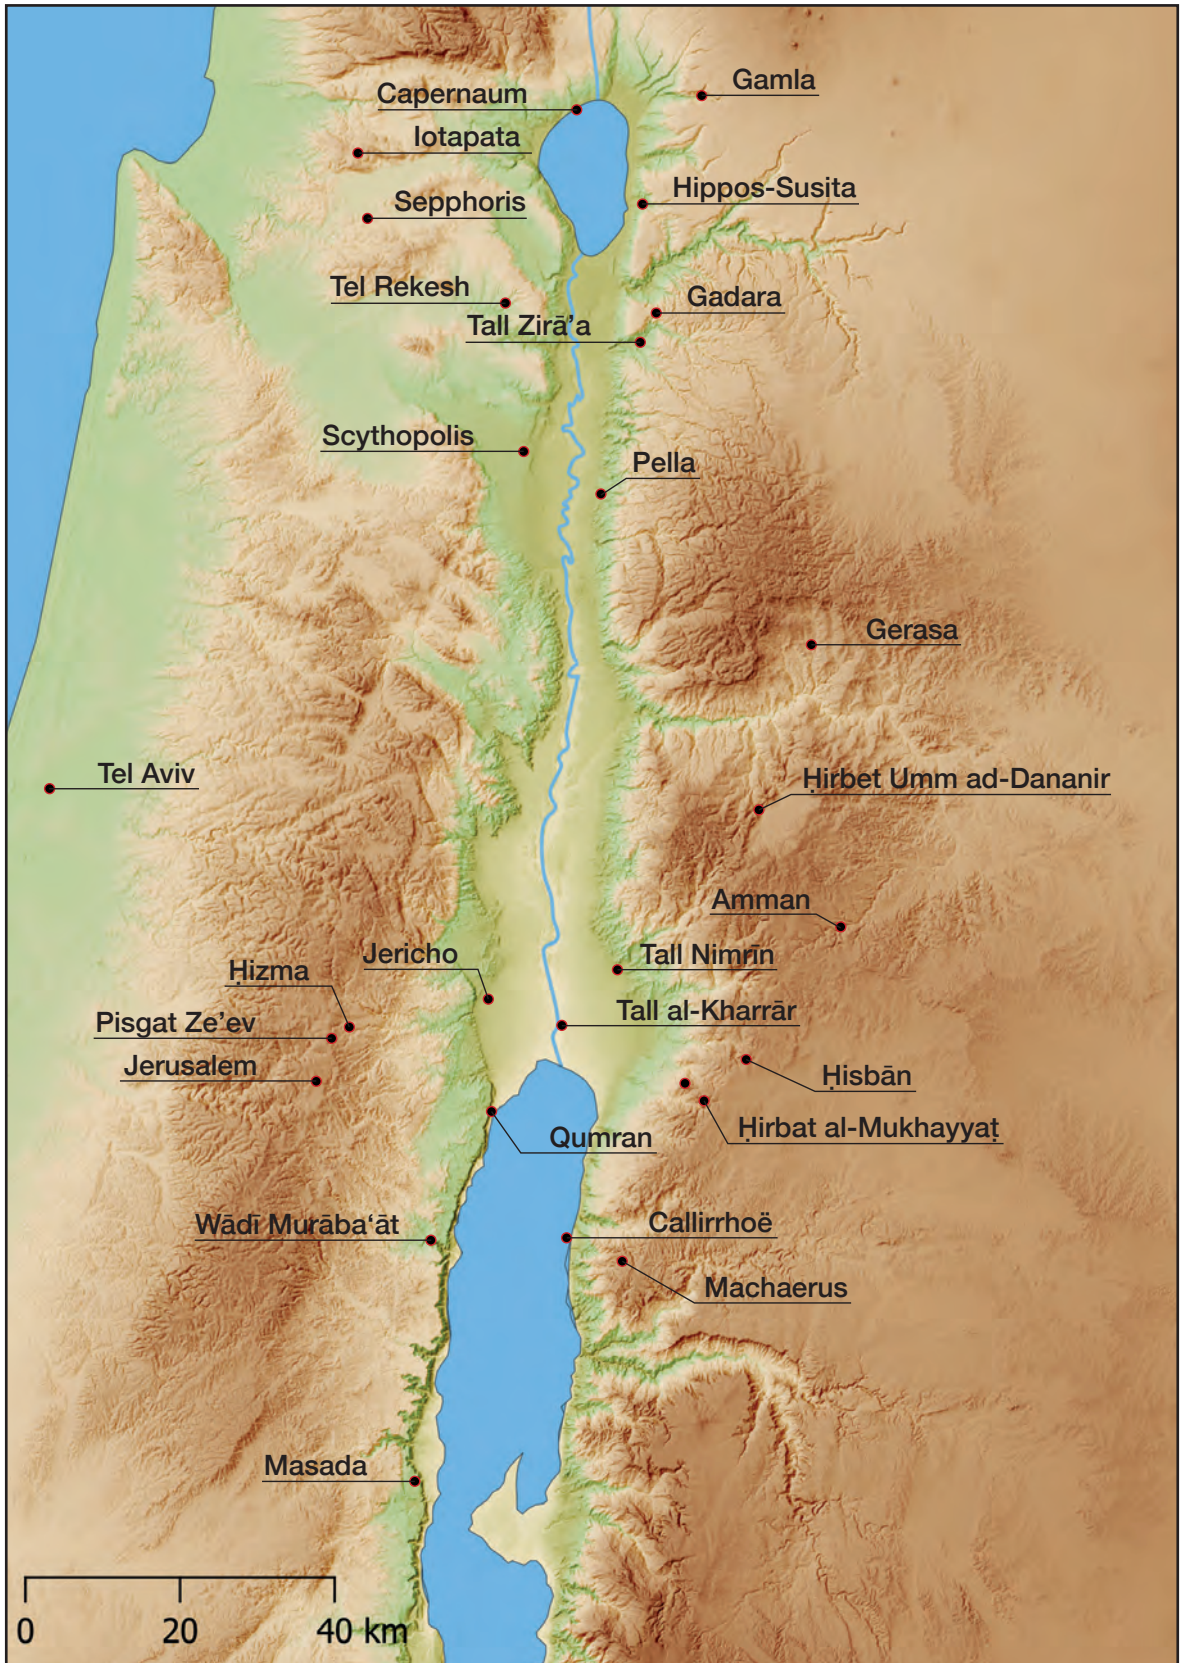 Gamla
Capernaum
Iotapata
Hippos-Susita
Sepphoris
Tel Rekesh
Gadara
Tall Zirā’a
Scythopolis
Pella
Gerasa
Tel Aviv
Ḥirbet Umm ad-Dananir
Amman
Jericho
Tall Nimrīn
Ḥizma
Tall al-Kharrār
Pisgat Ze’ev
Jerusalem
Ḥisbān
Ḥirbat al-Mukhayyaṭ
Qumran
Wādī Murāba‘āt
Callirrhoë
Machaerus
Masada
0 20 40 km